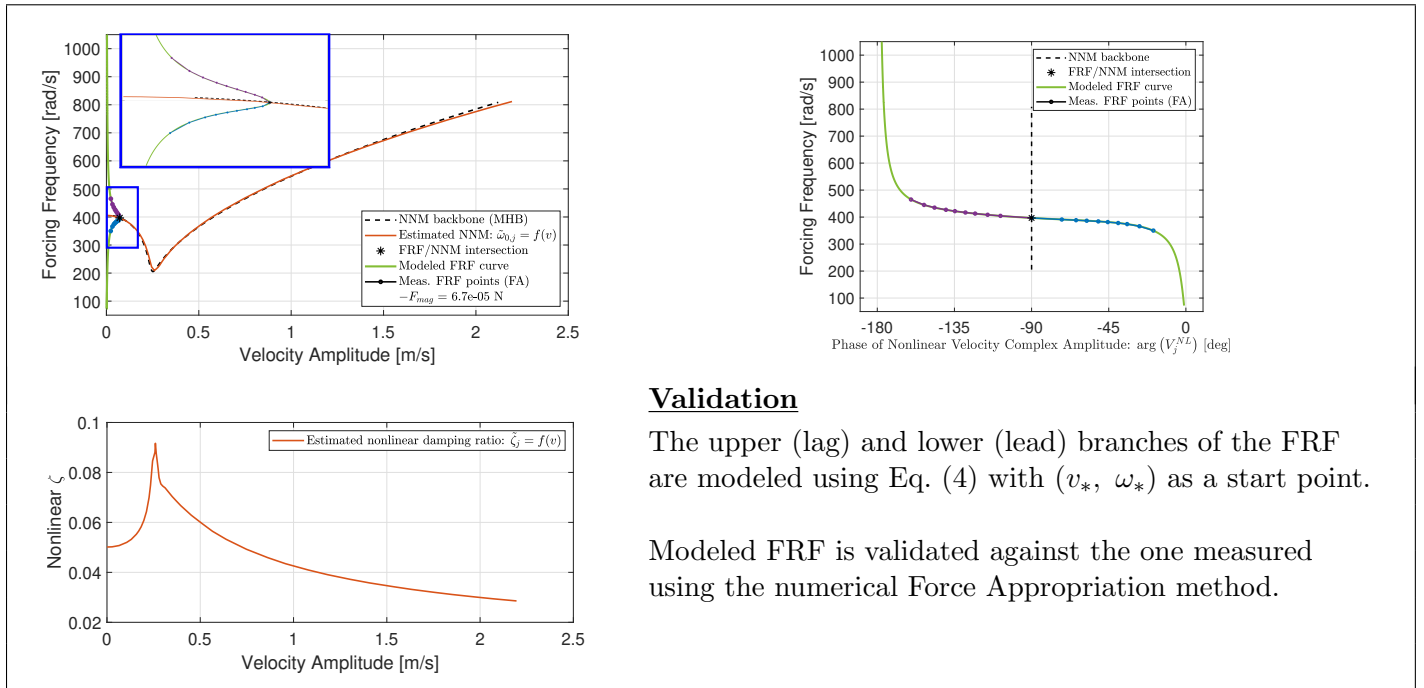 1000
900
800
700
600
500
400
300
200
100
Forcing Frequency [rad/s]
0
0.5
1
1.5
2
2.5
Velocity Amplitude [m/s]
NNM backbone (MHB)
Estimated NNM: ω̃₀,ⱼ = f(v)
FRF/NNM intersection
Modeled FRF curve
Meas. FRF points (FA)
−F_mag = 6.7e-05 N
1000
900
800
700
600
500
400
300
200
100
Forcing Frequency [rad/s]
-180
-135
-90
-45
0
Phase of Nonlinear Velocity Complex Amplitude: arg (V_j^{NL}) [deg]
NNM backbone
FRF/NNM intersection
Modeled FRF curve
Meas. FRF points (FA)
0.1
0.08
0.06
0.04
0.02
Nonlinear ζ
0
0.5
1
1.5
2
2.5
Velocity Amplitude [m/s]
Estimated nonlinear damping ratio: ζ̃ⱼ = f(v)
Validation
The upper (lag) and lower (lead) branches of the FRF
are modeled using Eq. (4) with (v∗, ω∗) as a start point.
Modeled FRF is validated against the one measured
using the numerical Force Appropriation method.